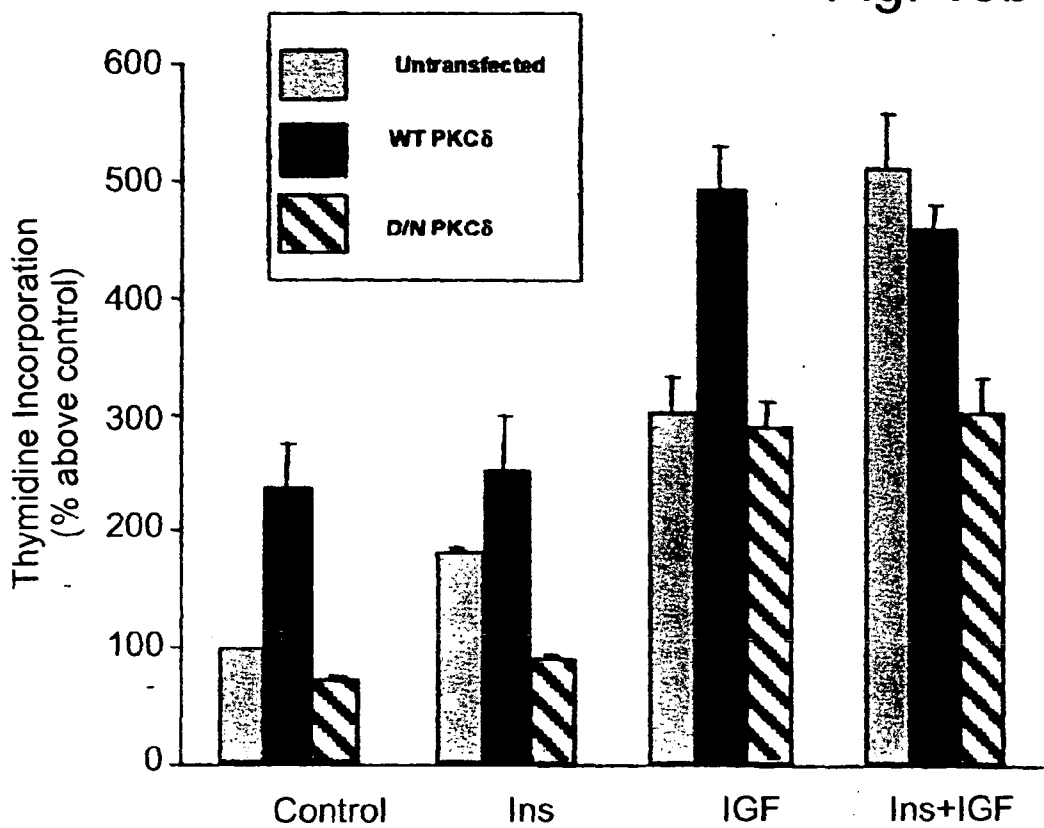 Untransfected
WT PKCδ
D/N PKCδ
600
500
400
300
200
100
0
Thymidine Incorporation
(% above control)
Control Ins IGF Ins+IGF